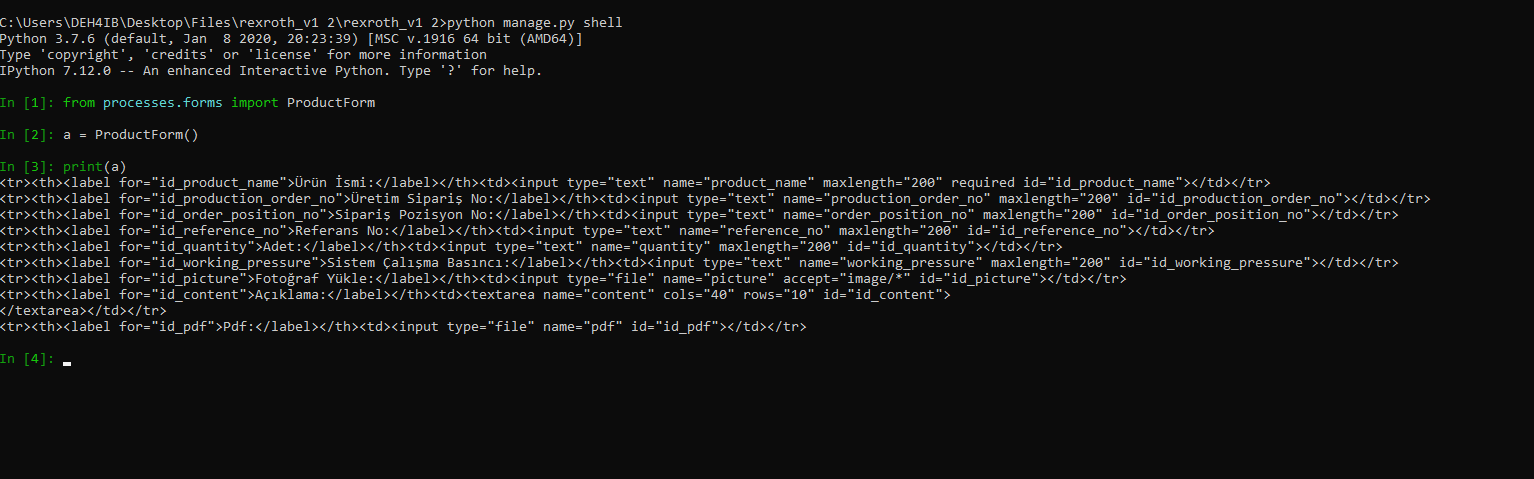 C:\Users\DEH4IB\Desktop\Files\rexroth_v1 2\rexroth_v1 2>python manage.py shell
Python 3.7.6 (default, Jan  8 2020, 20:23:39) [MSC v.1916 64 bit (AMD64)]
Type 'copyright', 'credits' or 'license' for more information
IPython 7.12.0 -- An enhanced Interactive Python. Type '?' for help.
In [1]: from processes.forms import ProductForm
In [2]: a = ProductForm()
In [3]: print(a)
<tr><th><label for="id_product_name">Ürün İsmi:</label></th><td><input type="text" name="product_name" maxlength="200" required id="id_product_name"></td></tr>
<tr><th><label for="id_production_order_no">Üretim Sipariş No:</label></th><td><input type="text" name="production_order_no" maxlength="200" id="id_production_order_no"></td></tr>
<tr><th><label for="id_order_position_no">Sipariş Pozisyon No:</label></th><td><input type="text" name="order_position_no" maxlength="200" id="id_order_position_no"></td></tr>
<tr><th><label for="id_reference_no">Referans No:</label></th><td><input type="text" name="reference_no" maxlength="200" id="id_reference_no"></td></tr>
<tr><th><label for="id_quantity">Adet:</label></th><td><input type="text" name="quantity" maxlength="200" id="id_quantity"></td></tr>
<tr><th><label for="id_working_pressure">Sistem Çalışma Basıncı:</label></th><td><input type="text" name="working_pressure" maxlength="200" id="id_working_pressure"></td></tr>
<tr><th><label for="id_picture">Fotoğraf Yükle:</label></th><td><input type="file" name="picture" accept="image/*" id="id_picture"></td></tr>
<tr><th><label for="id_content">Açıklama:</label></th><td><textarea name="content" cols="40" rows="10" id="id_content">
</textarea></td></tr>
<tr><th><label for="id_pdf">Pdf:</label></th><td><input type="file" name="pdf" id="id_pdf"></td></tr>
In [4]: